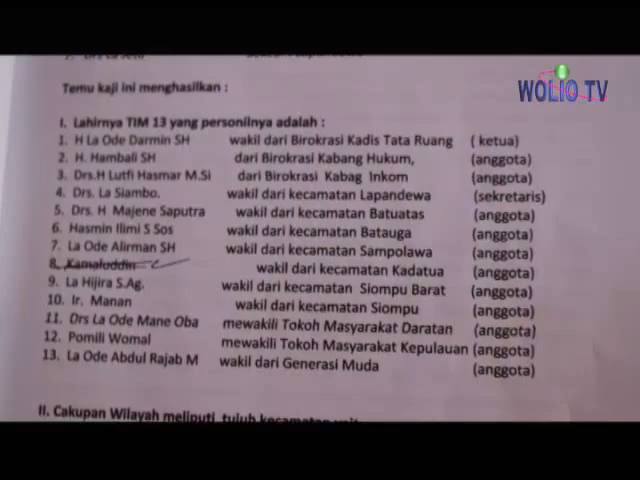 WOLIO TV
Temu kaji ini menghasilkan :
I. Lahirnya TIM 13 yang personilnya adalah :
1. H La Ode Darmin SH wakil dari Birokrasi Kadis Tata Ruang ( ketua)
2. H. Hambali SH dari Birokrasi Kabang Hukum, (anggota)
3. Drs.H Lutfi Hasmar M.Si dari Birokrasi Kabag Inkom (anggota)
4. Drs. La Siambo. wakil dari kecamatan Lapandewa (sekretaris)
5. Drs. H Majene Saputra wakil dari kecamatan Batuatas (anggota)
6. Hasmin Ilimi S Sos wakil dari kecamatan Batauga (anggota)
7. La Ode Alirman SH wakil dari kecamatan Sampolawa (anggota)
8. Kamaluddin wakil dari kecamatan Kadatua (anggota)
9. La Hijira S.Ag. wakil dari kecamatan Siompu Barat (anggota)
10. Ir. Manan wakil dari kecamatan Siompu (anggota)
11. Drs La Ode Mane Oba mewakili Tokoh Masyarakat Daratan (anggota)
12. Pomili Womal mewakili Tokoh Masyarakat Kepulauan (anggota)
13. La Ode Abdul Rajab M wakil dari Generasi Muda (anggota)
II. Cakupan Wilayah meliputi tujuh kecamatan